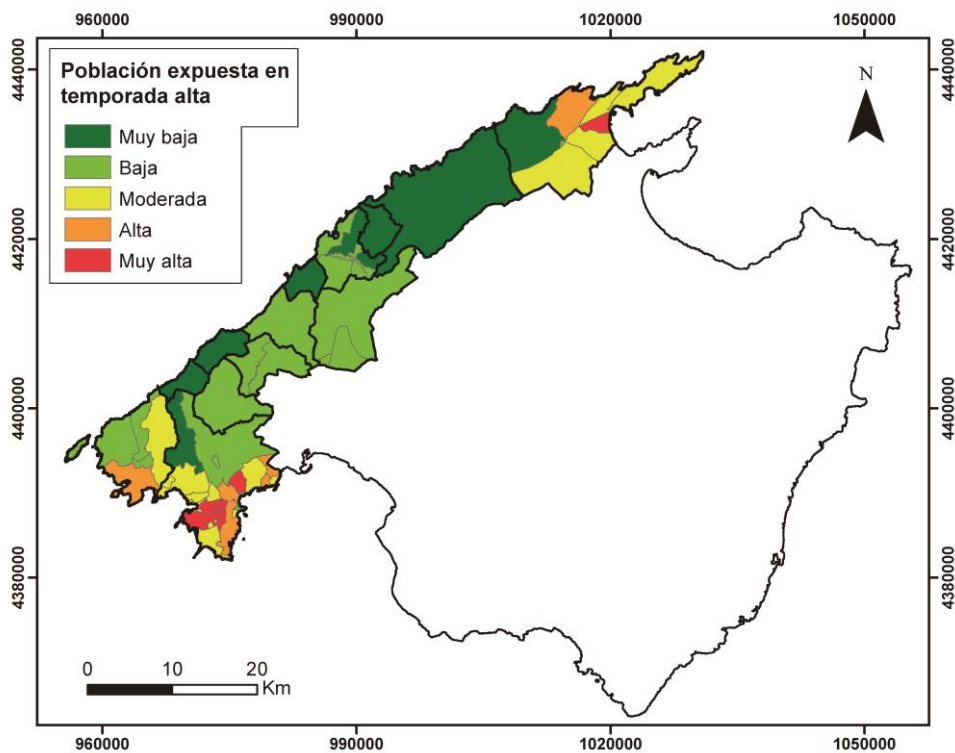 960000 990000 1020000 1050000
4440000 4440000
Población expuesta en
temporada alta
Muy baja
Baja
Moderada
Alta
Muy alta
N
4420000 4420000
4400000 4400000
4380000 4380000
0 10 20
Km
960000 990000 1020000 1050000